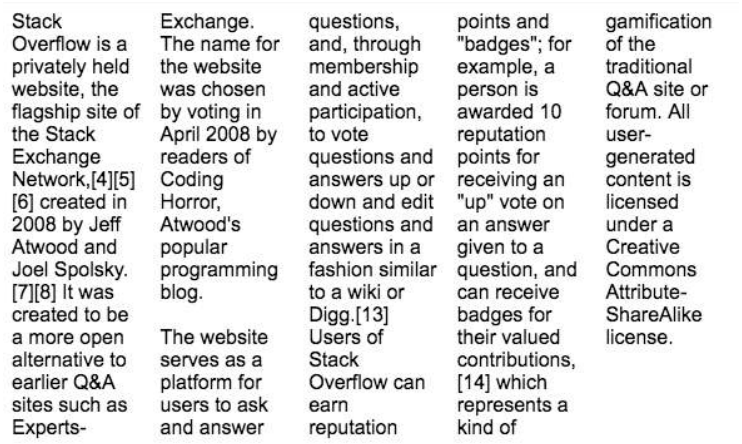 Stack
Overflow is a
privately held
website, the
flagship site of
the Stack
Exchange
Network,[4][5]
[6] created in
2008 by Jeff
Atwood and
Joel Spolsky.
[7][8] It was
created to be
a more open
alternative to
earlier Q&A
sites such as
Experts-
Exchange.
The name for
the website
was chosen
by voting in
April 2008 by
readers of
Coding
Horror,
Atwood's
popular
programming
blog.

The website
serves as a
platform for
users to ask
and answer
questions,
and, through
membership
and active
participation,
to vote
questions and
answers up or
down and edit
questions and
answers in a
fashion similar
to a wiki or
Digg.[13]
Users of
Stack
Overflow can
earn
reputation
points and
"badges"; for
example, a
person is
awarded 10
reputation
points for
receiving an
"up" vote on
an answer
given to a
question, and
can receive
badges for
their valued
contributions,
[14] which
represents a
kind of
gamification
of the
traditional
Q&A site or
forum. All
user-
generated
content is
licensed
under a
Creative
Commons
Attribute-
ShareAlike
license.